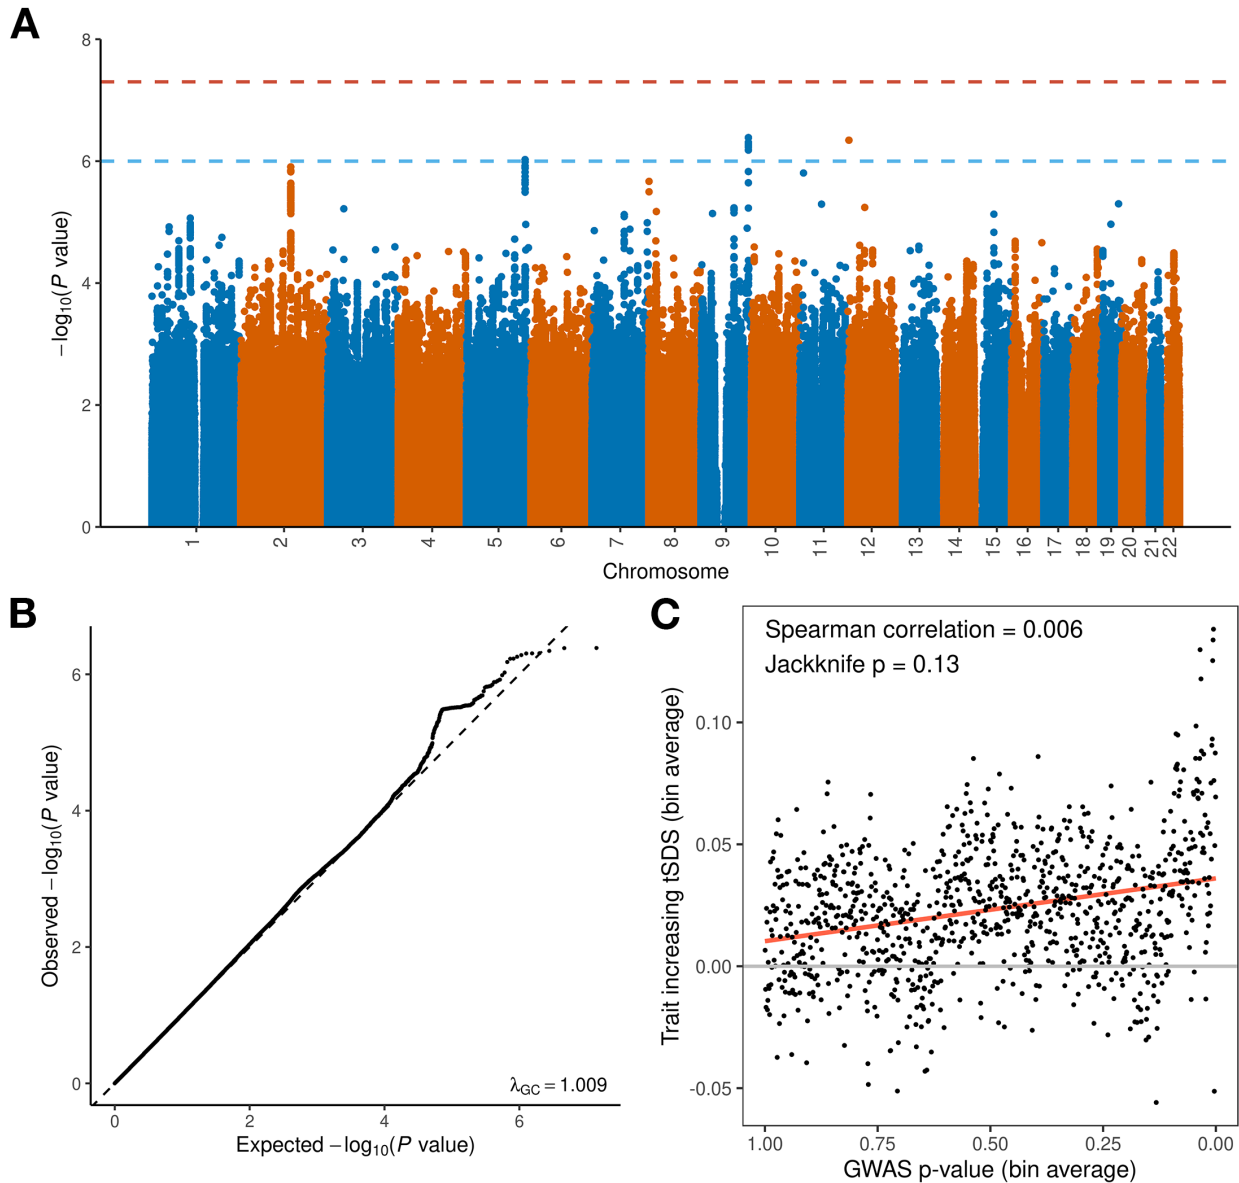 A
8
6
4
2
0
−log10(P value)
1 2 3 4 5 6 7 8 9 10 11 12 13 14 15 16 17 18 19 20 21 22
Chromosome
B
6
4
2
0
Observed −log10(P value)
λGC = 1.009
0 2 4 6
Expected −log10(P value)
C
Spearman correlation = 0.006
Jackknife p = 0.13
0.10
0.05
0.00
-0.05
Trait increasing tSDS (bin average)
1.00 0.75 0.50 0.25 0.00
GWAS p-value (bin average)